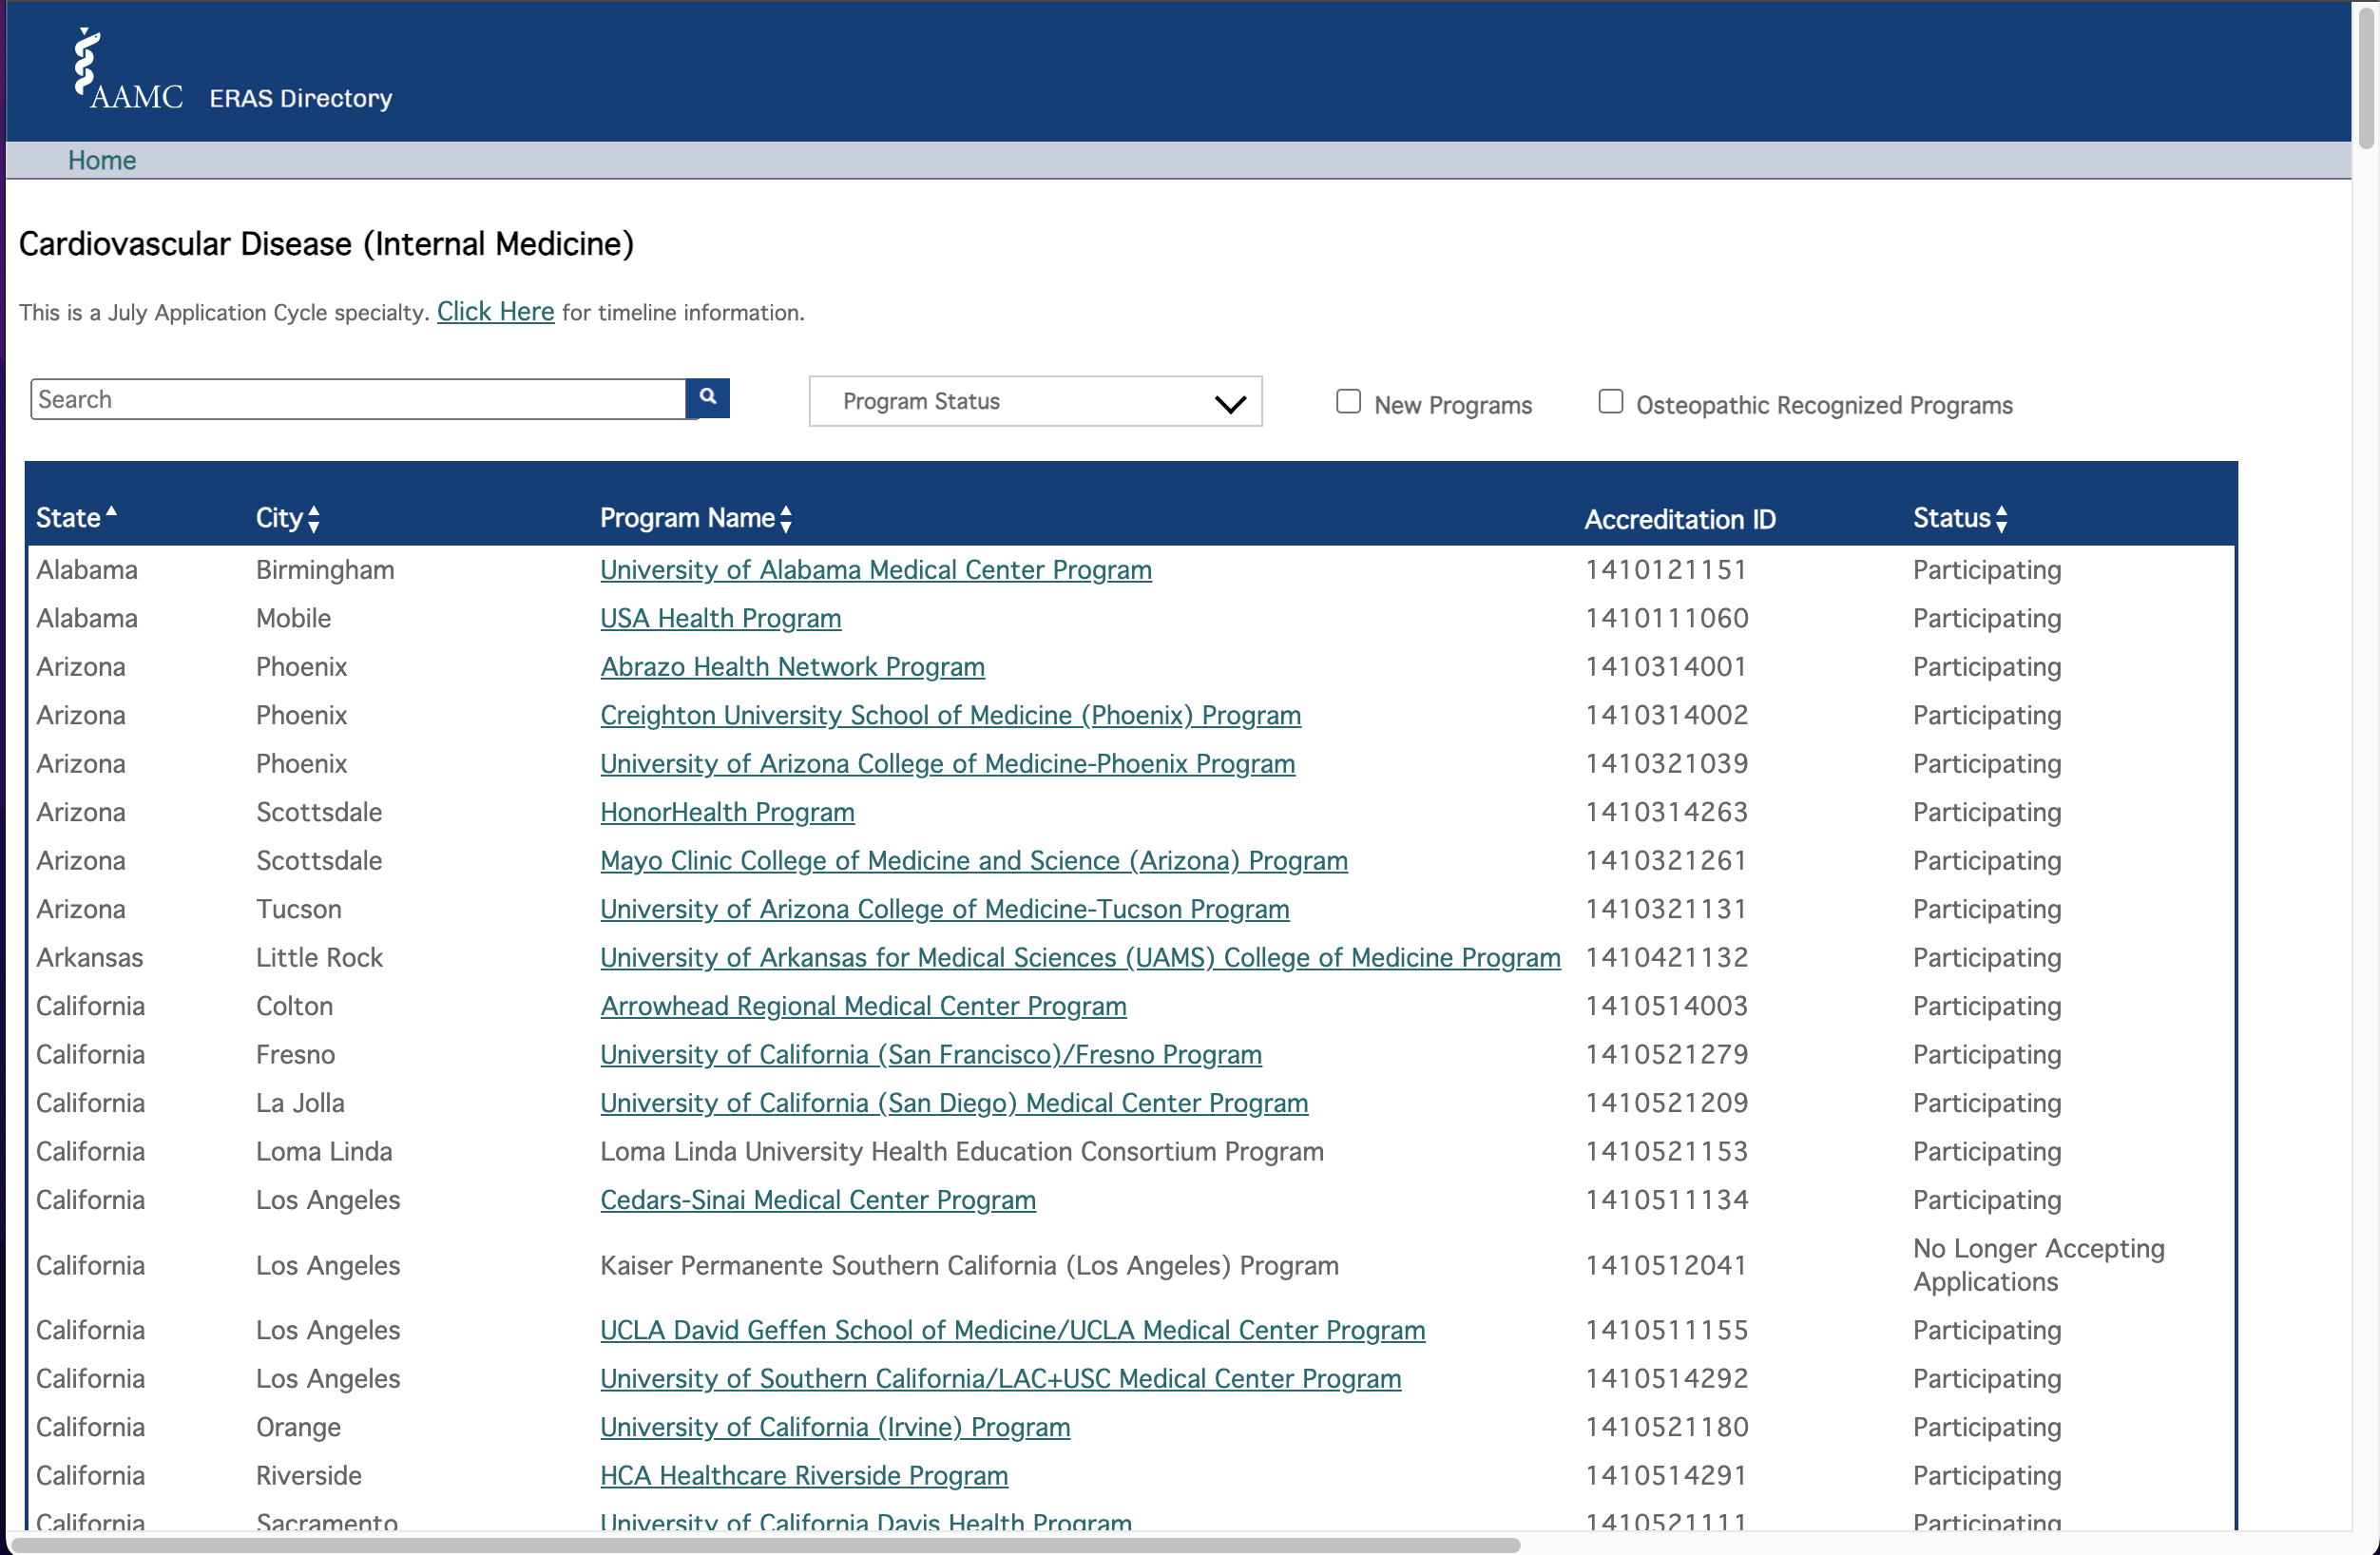 AAMC ERAS Directory
Home
Cardiovascular Disease (Internal Medicine)
This is a July Application Cycle specialty. Click Here for timeline information.
Search Program Status New Programs Osteopathic Recognized Programs
State City Program Name Accreditation ID Status
Alabama Birmingham University of Alabama Medical Center Program 1410121151 Participating
Alabama Mobile USA Health Program 1410111060 Participating
Arizona Phoenix Abrazo Health Network Program 1410314001 Participating
Arizona Phoenix Creighton University School of Medicine (Phoenix) Program 1410314002 Participating
Arizona Phoenix University of Arizona College of Medicine-Phoenix Program 1410321039 Participating
Arizona Scottsdale HonorHealth Program 1410314263 Participating
Arizona Scottsdale Mayo Clinic College of Medicine and Science (Arizona) Program 1410321261 Participating
Arizona Tucson University of Arizona College of Medicine-Tucson Program 1410321131 Participating
Arkansas Little Rock University of Arkansas for Medical Sciences (UAMS) College of Medicine Program 1410421132 Participating
California Colton Arrowhead Regional Medical Center Program 1410514003 Participating
California Fresno University of California (San Francisco)/Fresno Program 1410521279 Participating
California La Jolla University of California (San Diego) Medical Center Program 1410521209 Participating
California Loma Linda Loma Linda University Health Education Consortium Program 1410521153 Participating
California Los Angeles Cedars-Sinai Medical Center Program 1410511134 Participating
California Los Angeles Kaiser Permanente Southern California (Los Angeles) Program 1410512041 No Longer Accepting
Applications
California Los Angeles UCLA David Geffen School of Medicine/UCLA Medical Center Program 1410511155 Participating
California Los Angeles University of Southern California/LAC+USC Medical Center Program 1410514292 Participating
California Orange University of California (Irvine) Program 1410521180 Participating
California Riverside HCA Healthcare Riverside Program 1410514291 Participating
California Sacramento University of California Davis Health Program 1410521111 Participating